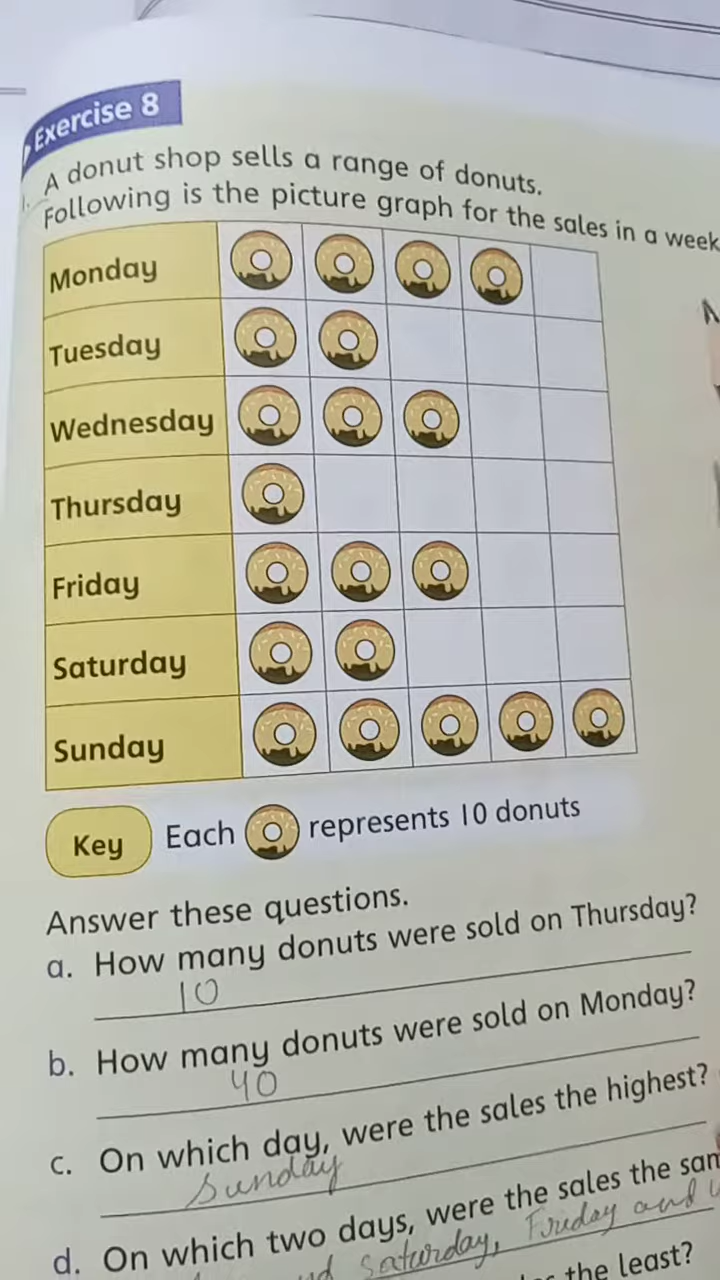 Exercise 8
1. A donut shop sells a range of donuts.
Following is the picture graph for the sales in a week
Monday
Tuesday
Wednesday
Thursday
Friday
Saturday
Sunday
Key Each represents 10 donuts
Answer these questions.
a. How many donuts were sold on Thursday?
10
b. How many donuts were sold on Monday?
40
c. On which day, were the sales the highest?
Sunday
d. On which two days, were the sales the
Saturday, Friday and
the least?